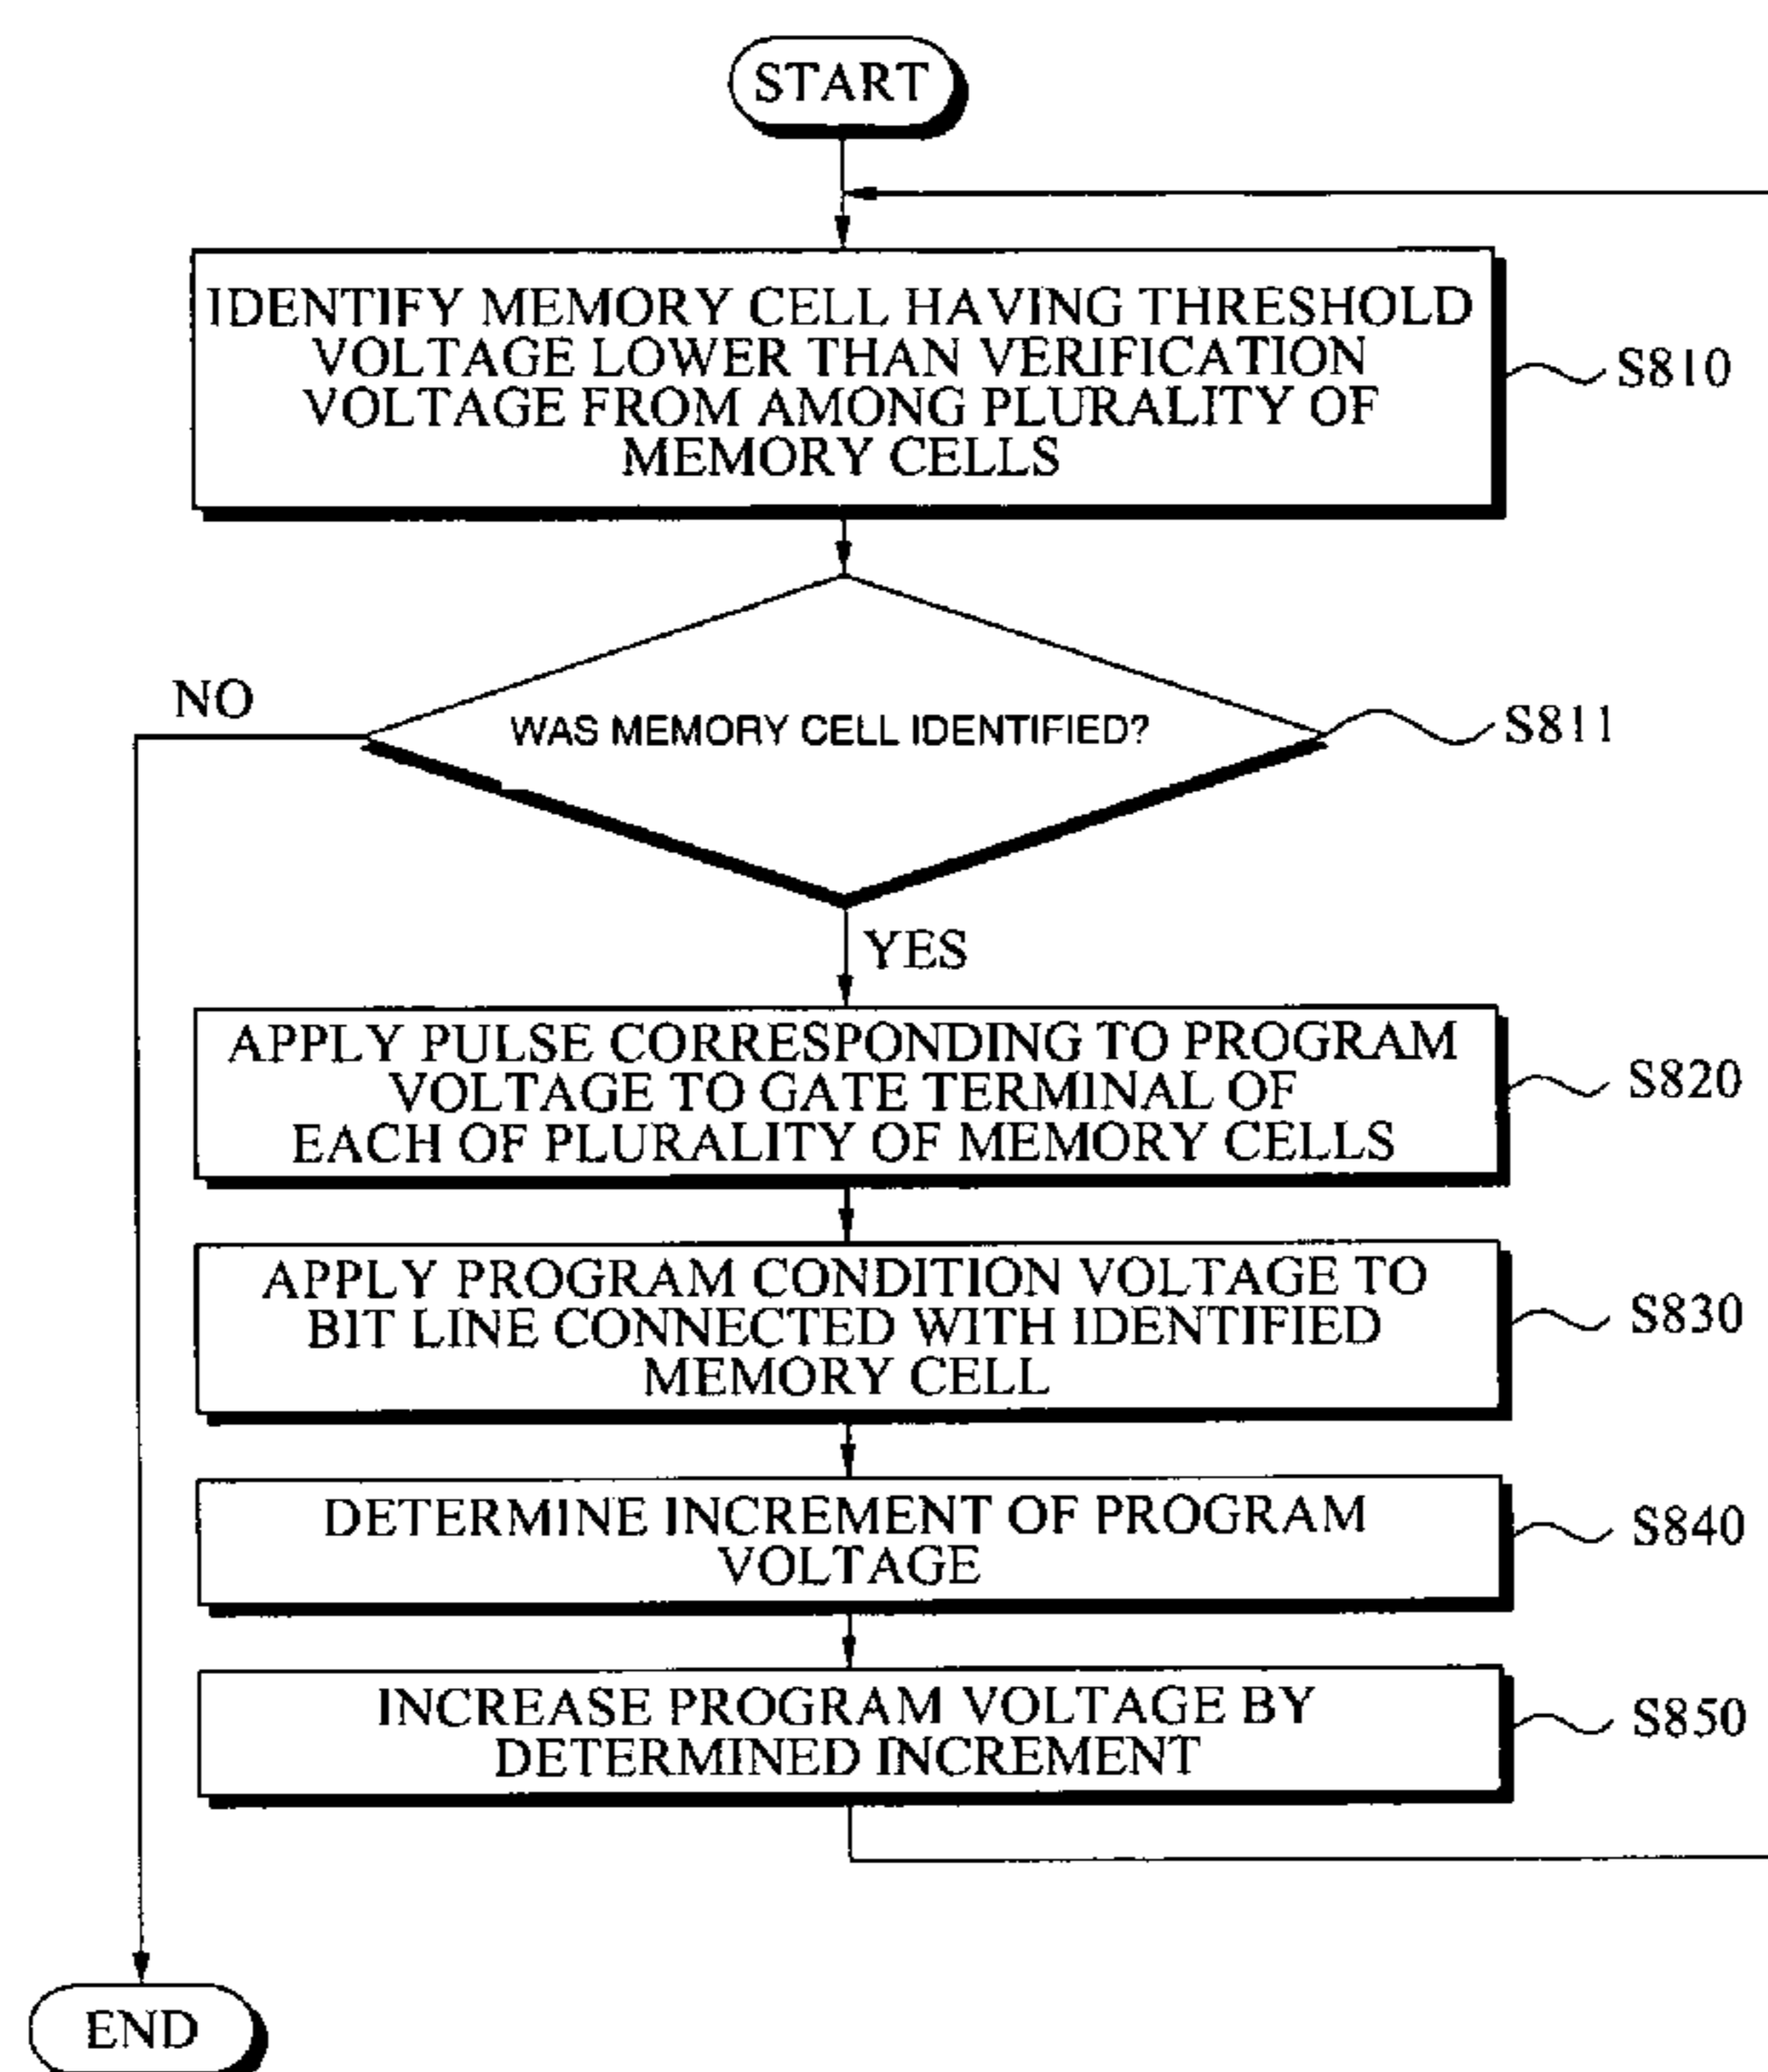 START
IDENTIFY MEMORY CELL HAVING THRESHOLD
VOLTAGE LOWER THAN VERIFICATION
VOLTAGE FROM AMONG PLURALITY OF
MEMORY CELLS
S810
NO
WAS MEMORY CELL IDENTIFIED?
S811
YES
APPLY PULSE CORRESPONDING TO PROGRAM
VOLTAGE TO GATE TERMINAL OF
EACH OF PLURALITY OF MEMORY CELLS
S820
APPLY PROGRAM CONDITION VOLTAGE TO
BIT LINE CONNECTED WITH IDENTIFIED
MEMORY CELL
S830
DETERMINE INCREMENT OF PROGRAM
VOLTAGE
S840
INCREASE PROGRAM VOLTAGE BY
DETERMINED INCREMENT
S850
END